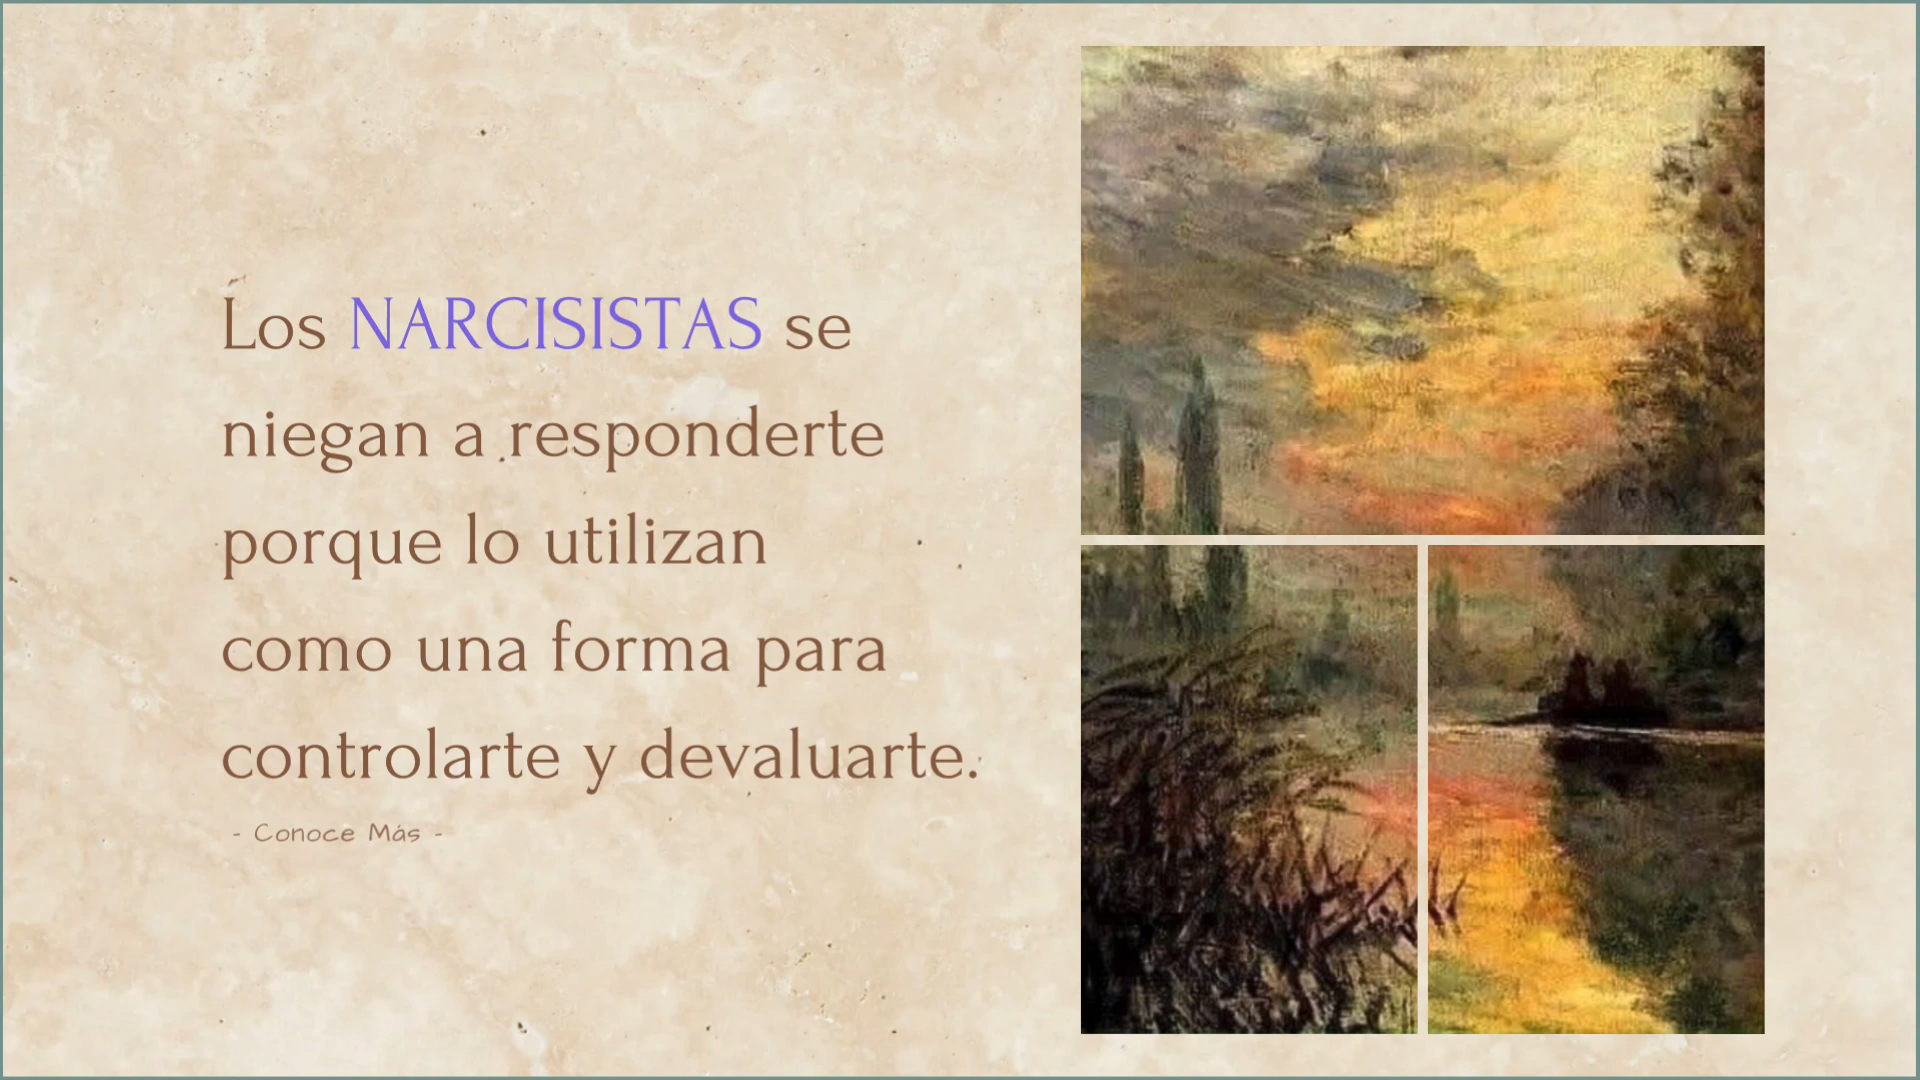 Los NARCISISTAS se
niegan a responderte
porque lo utilizan
como una forma para
controlarte y devaluarte.
- Conoce Más -